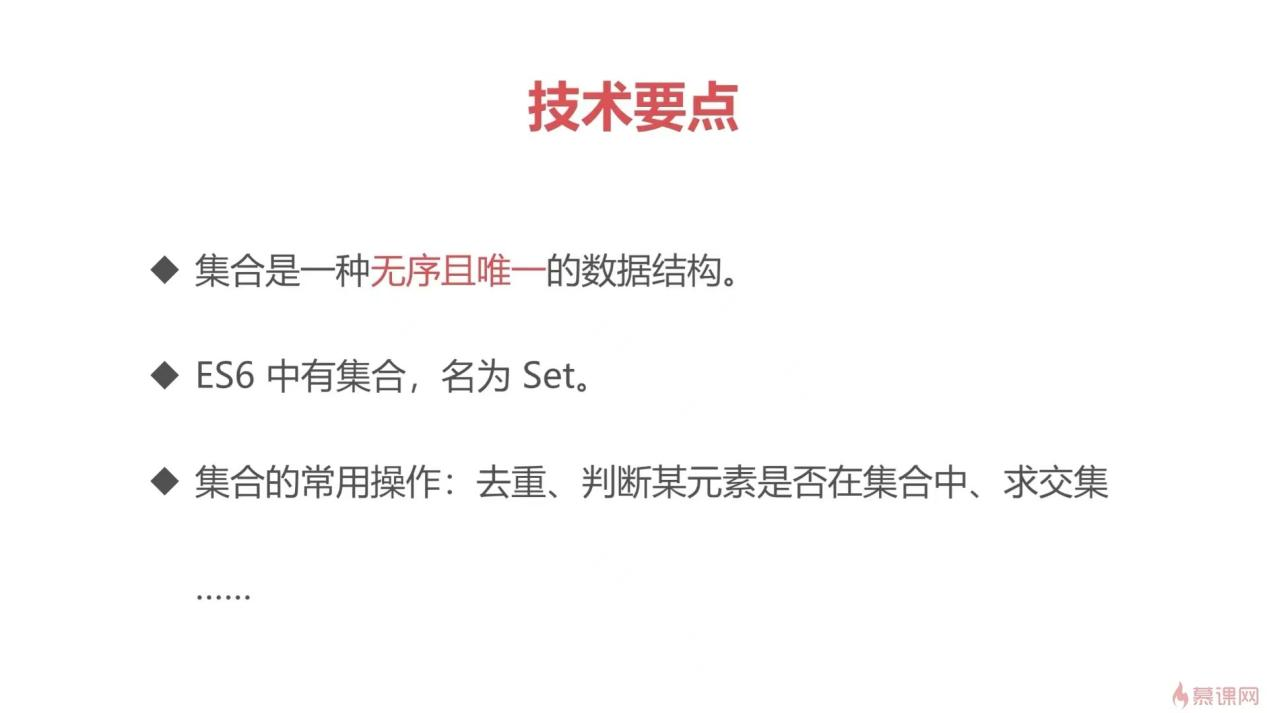 技术要点
◆ 集合是一种无序且唯一的数据结构。
◆ ES6 中有集合，名为 Set。
◆ 集合的常用操作：去重、判断某元素是否在集合中、求交集
……
慕课网